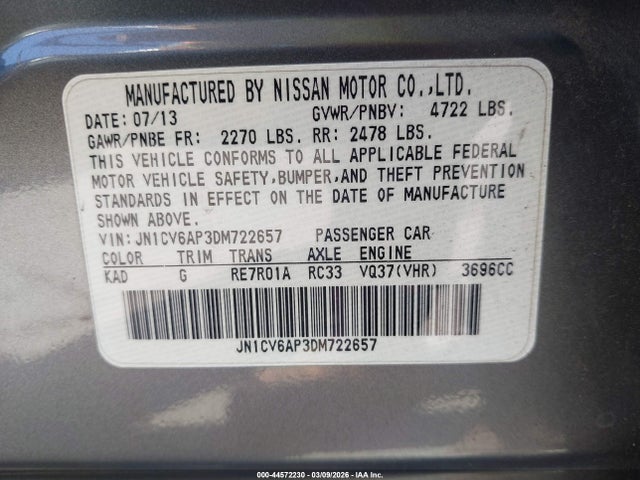 MANUFACTURED BY NISSAN MOTOR CO.,LTD.
DATE: 07/13 GVWR/PNBV: 4722 LBS.
GAWR/PNBE FR: 2270 LBS. RR: 2478 LBS.
THIS VEHICLE CONFORMS TO ALL APPLICABLE FEDERAL
MOTOR VEHICLE SAFETY,BUMPER,AND THEFT PREVENTION
STANDARDS IN EFFECT ON THE DATE OF MANUFACTURE
SHOWN ABOVE.
VIN: JN1CV6AP3DM722657 PASSENGER CAR
COLOR TRIM TRANS AXLE ENGINE
KAD G RE7R01A RC33 VQ37(VHR) 3696CC
JN1CV6AP3DM722657
000-44572230 - 03/09/2026 - IAA Inc.